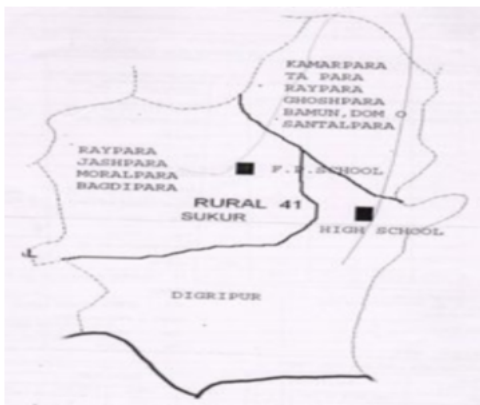 KAMARPARA
TA PARA
RAYPARA
GHOSHPARA
BAMUN, DOM O
SANTALPARA
RAYPARA
JASHPARA
MORALPARA
BAGDIPARA
F.P.SCHOOL
RURAL 41
SUKUR
HIGH SCHOOL
DIGRIPUR